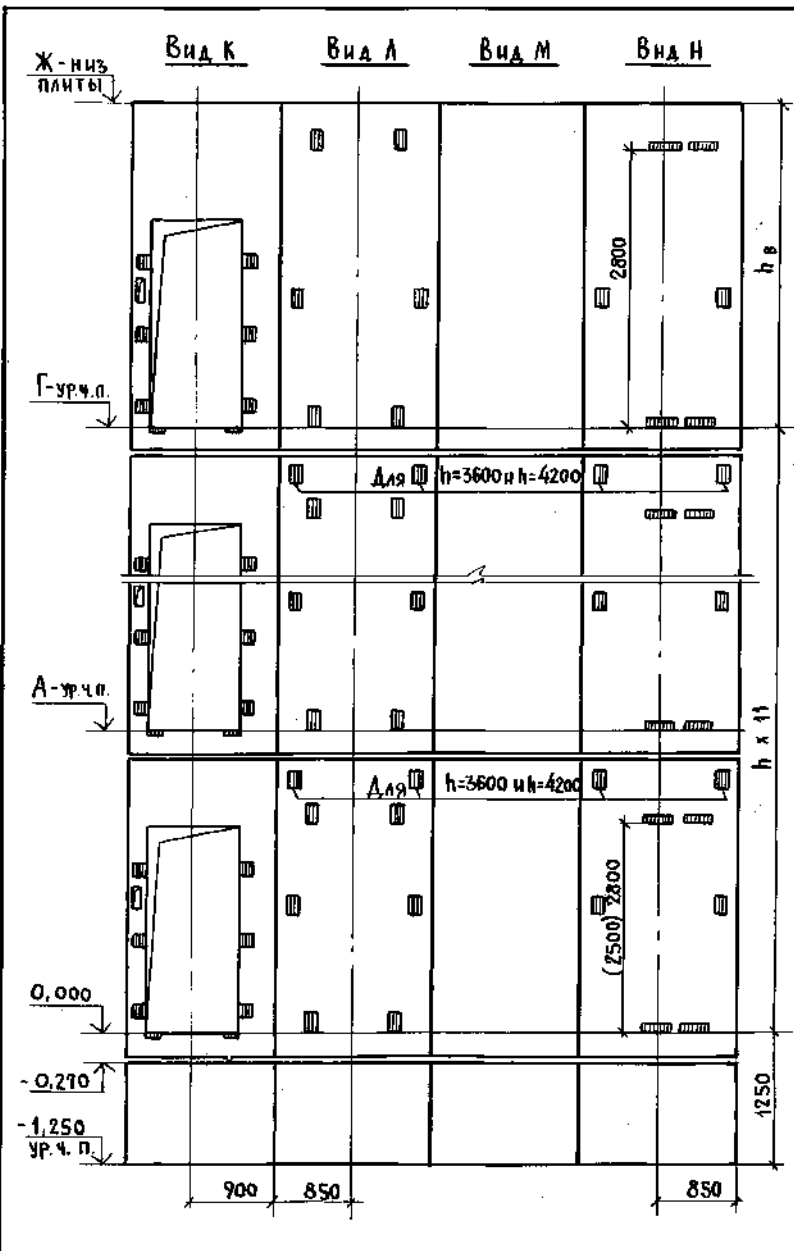 Вид К
Вид Л
Вид М
Вид Н
Ж-низ
плиты
2800
hв
Г-ур.ч.п.
Для h=3600 и h=4200
А-ур.ч.п.
h x 11
Для h=3600 и h=4200
(2500) 2800
0,000
-0,270
-1,250
ур.ч.п.
1250
900
850
850